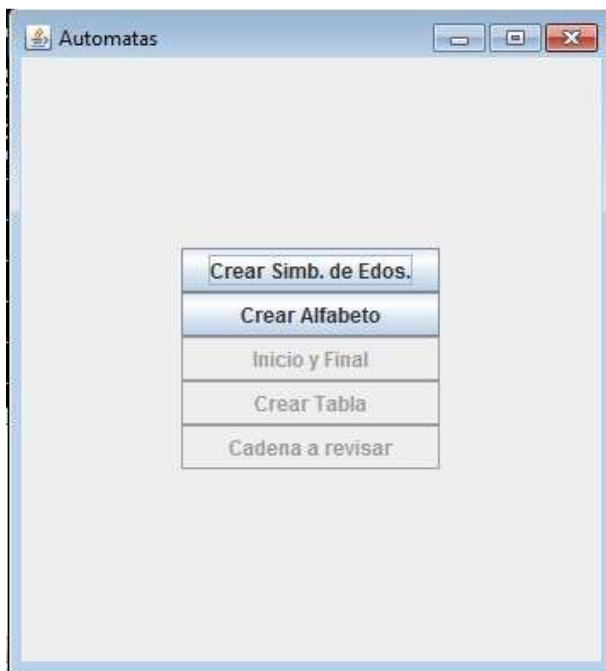 Automatas
Crear Simb. de Edos.
Crear Alfabeto
Inicio y Final
Crear Tabla
Cadena a revisar